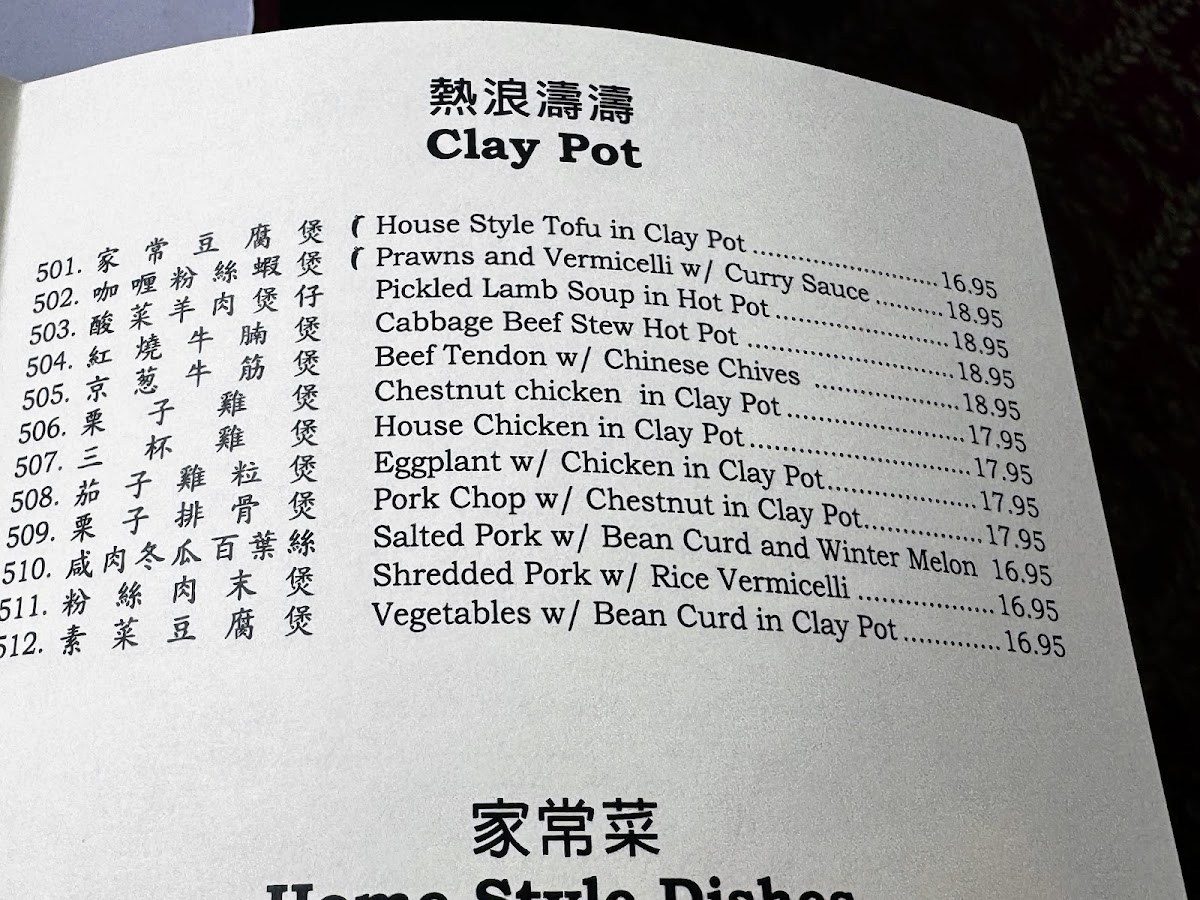 熱浪濤濤
Clay Pot
501. 家常豆腐煲 House Style Tofu in Clay Pot 16.95
502. 咖喱粉絲蝦煲 Prawns and Vermicelli w/ Curry Sauce 18.95
503. 酸菜羊肉煲仔 Pickled Lamb Soup in Hot Pot 18.95
504. 紅燒牛腩煲 Cabbage Beef Stew Hot Pot 18.95
505. 京葱牛筋煲 Beef Tendon w/ Chinese Chives 18.95
506. 栗子雞煲 Chestnut chicken in Clay Pot 17.95
507. 三杯雞煲 House Chicken in Clay Pot 17.95
508. 茄子雞粒煲 Eggplant w/ Chicken in Clay Pot 17.95
509. 栗子排骨煲 Pork Chop w/ Chestnut in Clay Pot 17.95
510. 咸肉冬瓜百葉絲 Salted Pork w/ Bean Curd and Winter Melon 16.95
511. 粉絲肉末煲 Shredded Pork w/ Rice Vermicelli 16.95
512. 素菜豆腐煲 Vegetables w/ Bean Curd in Clay Pot 16.95
家常菜
Home Style Dishes